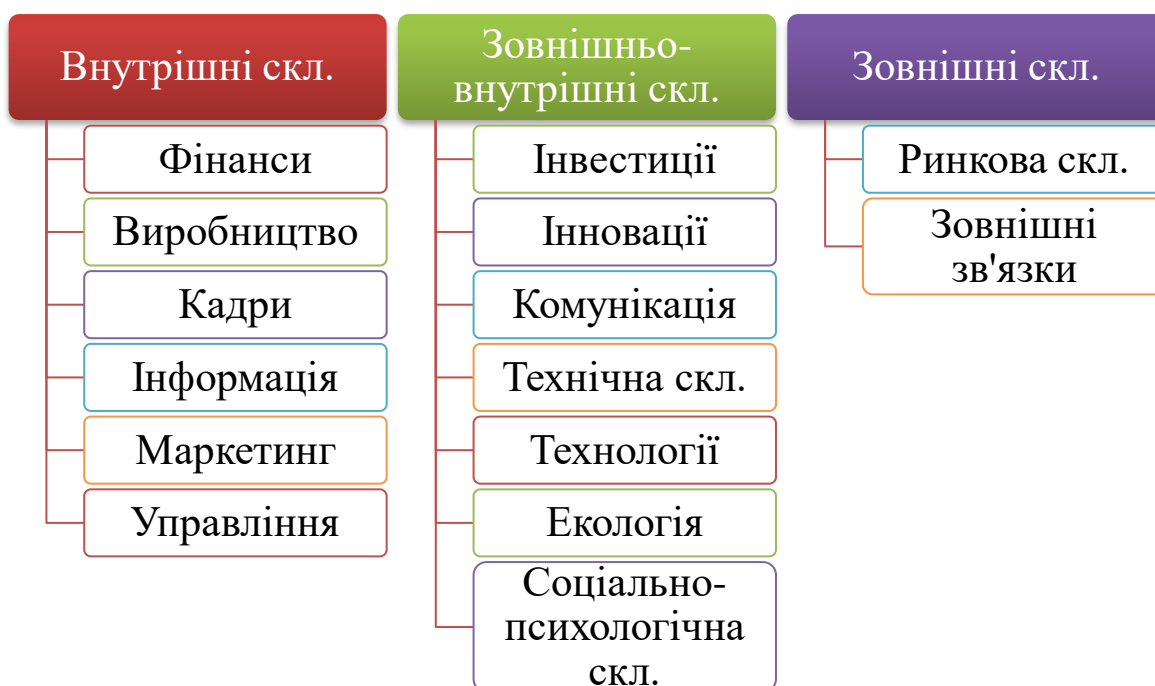 Внутрішні скл.
Фінанси
Виробництво
Кадри
Інформація
Маркетинг
Управління
Зовнішньо-
внутрішні скл.
Інвестиції
Інновації
Комунікація
Технічна скл.
Технології
Екологія
Соціально-
психологічна
скл.
Зовнішні скл.
Ринкова скл.
Зовнішні
зв'язки